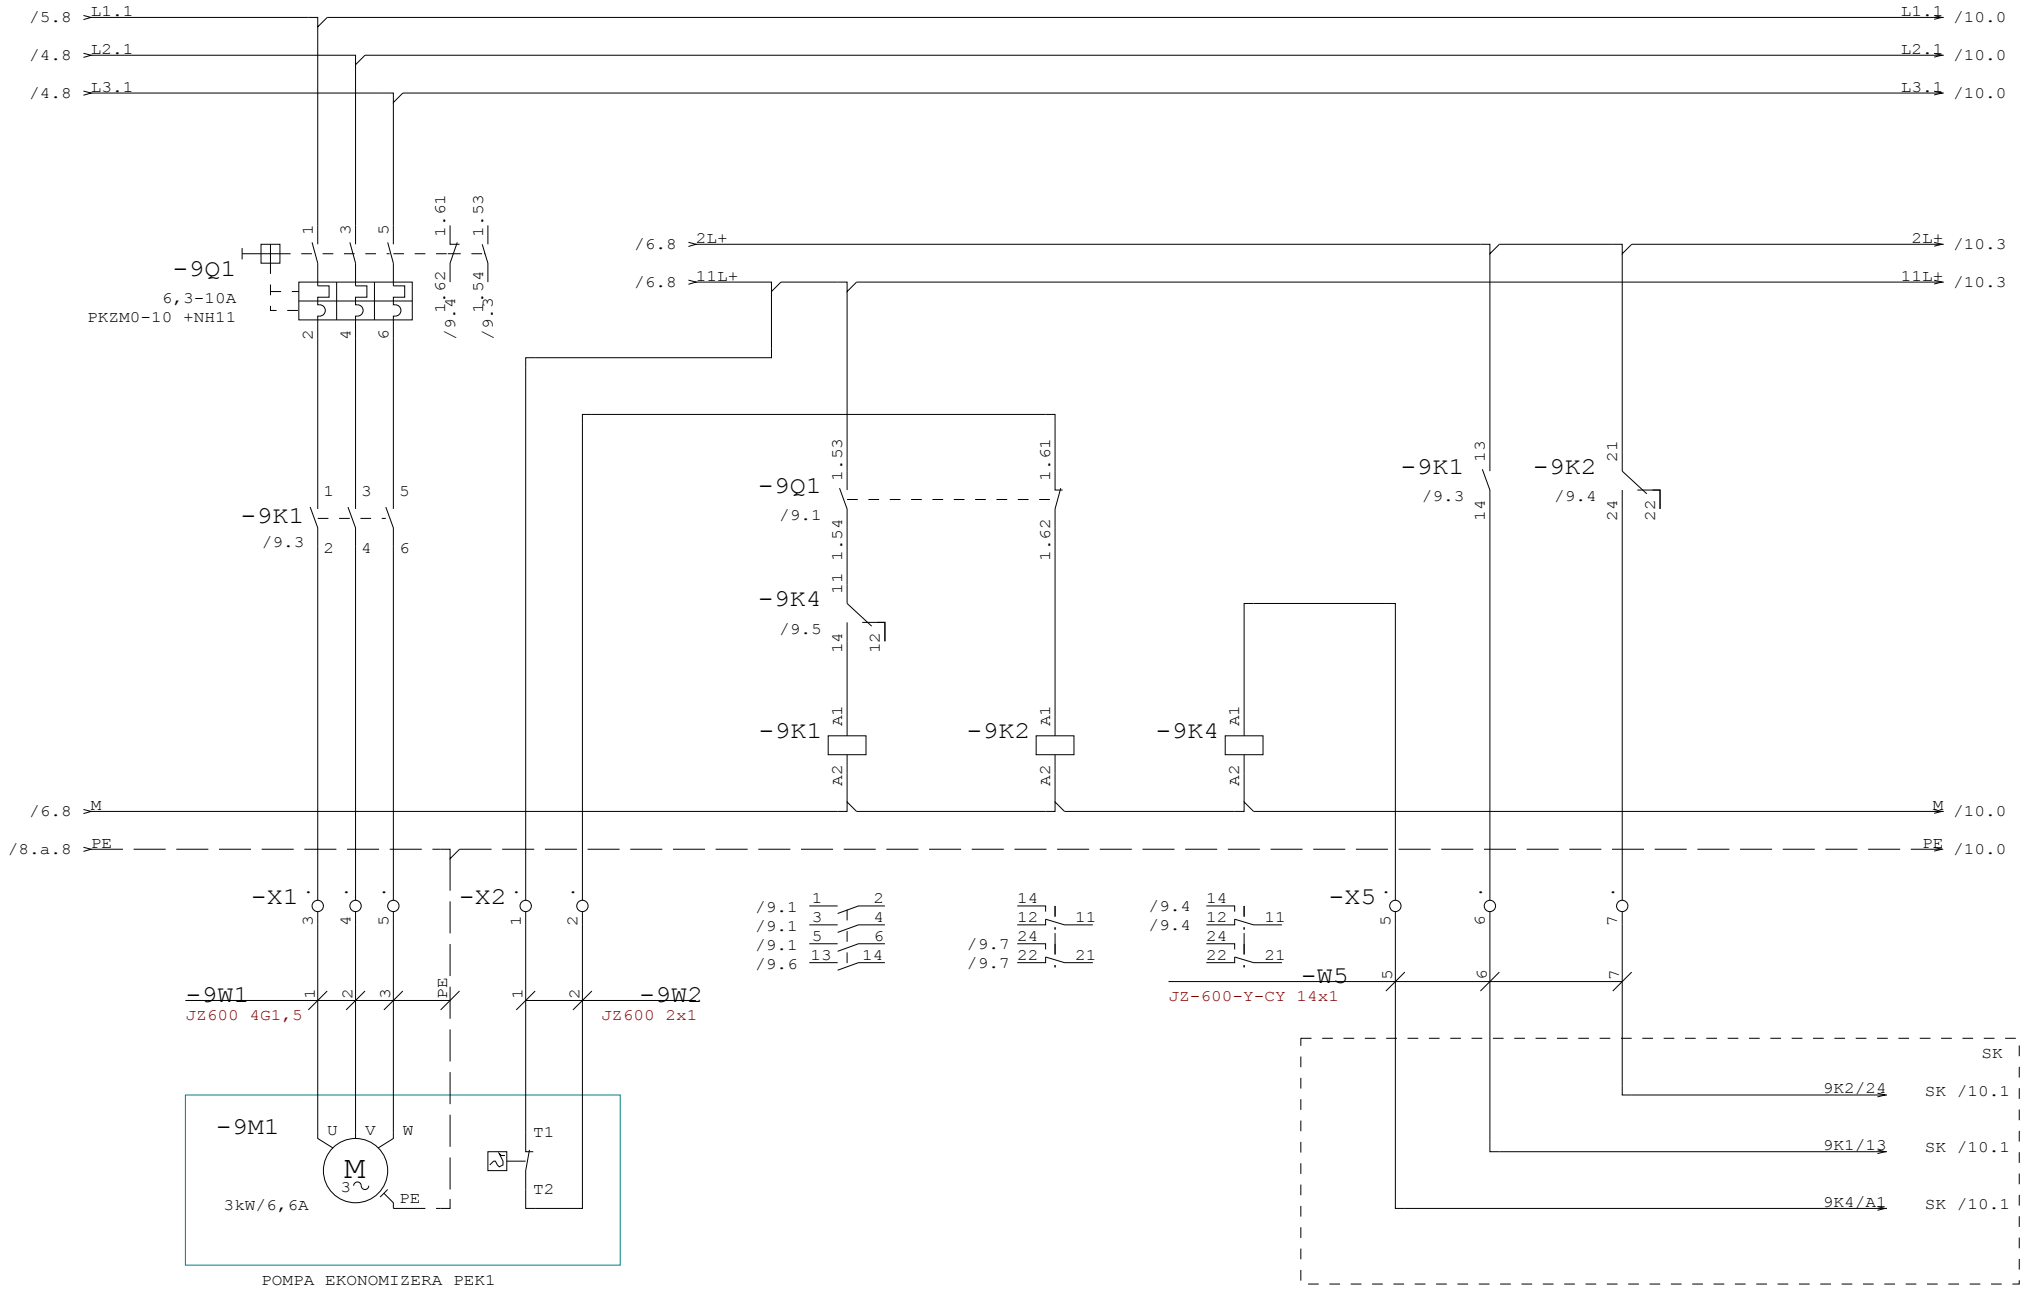 /5.8 L1.1 L1.1 /10.0
/4.8 L2.1 L2.1 /10.0
/4.8 L3.1 L3.1 /10.0
1 3 5 1.61 1.53
-9Q1
6,3-10A
PKZM0-10 +NH11
2 4 6 1.62 1.54
/9.4 /9.3
/6.8 2L+ 2L+ /10.3
/6.8 11L+ 11L+ /10.3
-9K1
/9.3
1 3 5
2 4 6
-9Q1
/9.1
1.53 1.61
1.54 1.62
-9K4
/9.5
11
14 12
-9K1
/9.3
13
14
-9K2
/9.4
21
24 22
-9K1 A1 -9K2 A1 -9K4 A1
A2 A2 A2
/6.8 M M /10.0
/8.a.8 PE PE /10.0
-X1 3 4 5
-X2 1 2
-X5 5 6 7
/9.1 1 2
/9.1 3 4
/9.1 5 6
/9.6 13 14
14
12 11
/9.7 24
/9.7 22 21
/9.4 14
/9.4 12 11
24
22 21
-9W1 1 2 3 PE
JZ600 4G1,5
1 2 -9W2
JZ600 2x1
-W5 5 6 7
JZ-600-Y-CY 14x1
SK
9K2/24 SK /10.1
9K1/13 SK /10.1
9K4/A1 SK /10.1
-9M1
U V W
M
3
PE
3kW/6,6A
T1
T2
POMPA EKONOMIZERA PEK1